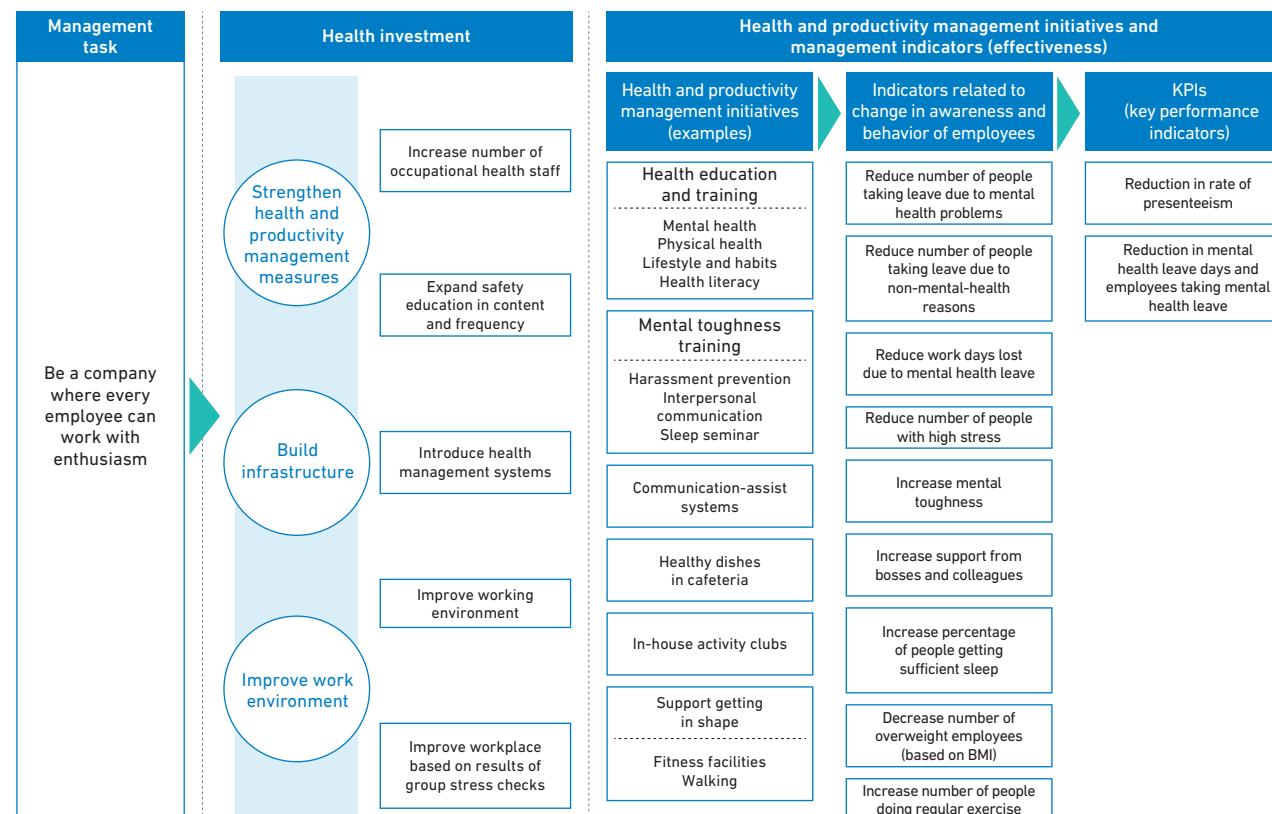 Management
task
Health investment
Health and productivity management initiatives and
management indicators (effectiveness)
Be a company
where every
employee can
work with
enthusiasm
Strengthen
health and
productivity
management
measures
Increase number of
occupational health staff
Expand safety
education in content
and frequency
Build
infrastructure
Introduce health
management systems
Improve work
environment
Improve working
environment
Improve workplace
based on results of
group stress checks
Health and productivity
management initiatives
(examples)
Health education
and training
Mental health
Physical health
Lifestyle and habits
Health literacy
Mental toughness
training
Harassment prevention
Interpersonal
communication
Sleep seminar
Communication-assist
systems
Healthy dishes
in cafeteria
In-house activity clubs
Support getting
in shape
Fitness facilities
Walking
Indicators related to
change in awareness and
behavior of employees
Reduce number of people
taking leave due to mental
health problems
Reduce number of people
taking leave due to
non-mental-health
reasons
Reduce work days lost
due to mental health leave
Reduce number of people
with high stress
Increase mental
toughness
Increase support from
bosses and colleagues
Increase percentage
of people getting
sufficient sleep
Decrease number of
overweight employees
(based on BMI)
Increase number of people
doing regular exercise
KPIs
(key performance
indicators)
Reduction in rate of
presenteeism
Reduction in mental
health leave days and
employees taking mental
health leave